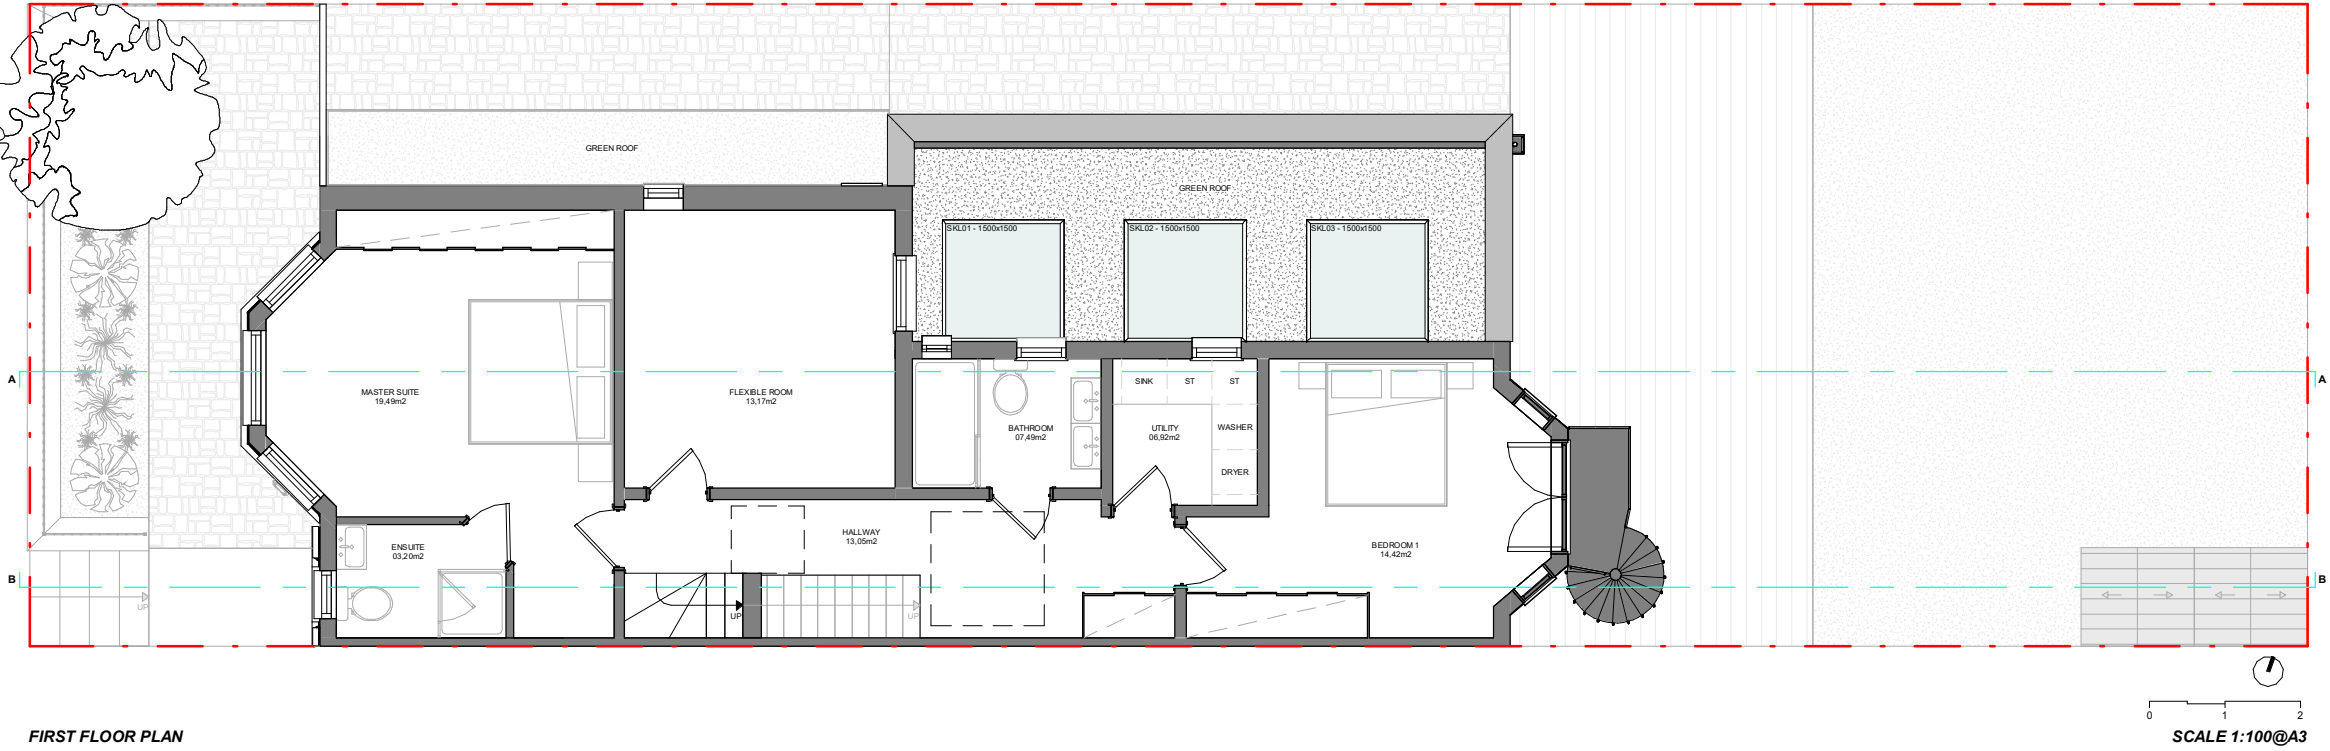 GREEN ROOF
GREEN ROOF
SKL01 - 1500x1500
SKL02 - 1500x1500
SKL03 - 1500x1500
A
A
MASTER SUITE
19,49m2
FLEXIBLE ROOM
13,17m2
SINK
ST
ST
BATHROOM
07,49m2
UTILITY
06,92m2
WASHER
DRYER
ENSUITE
03,20m2
HALLWAY
13,05m2
BEDROOM 1
14,42m2
B
B
UP
UP
UP
0
1
2
FIRST FLOOR PLAN
SCALE 1:100@A3